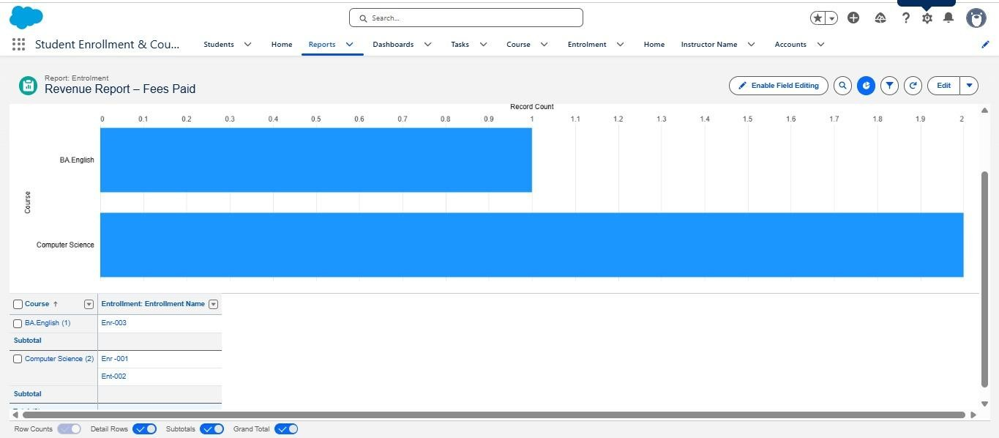 Search...
Student Enrollment & Cou...
Students
Home
Reports
Dashboards
Tasks
Course
Entrolment
Home
Instructor Name
Accounts
Report: Entrolment
Revenue Report – Fees Paid
Enable Field Editing
Edit
Record Count
0 0.1 0.2 0.3 0.4 0.5 0.6 0.7 0.8 0.9 1 1.1 1.2 1.3 1.4 1.5 1.6 1.7 1.8 1.9 2
BA.English
Course
Computer Science
Course ↑
Enrollment: Entrollment Name
BA.English (1)
Enr-003
Subtotal
Computer Science (2)
Enr -001
Ent-002
Subtotal
Row Counts
Detail Rows
Subtotals
Grand Total